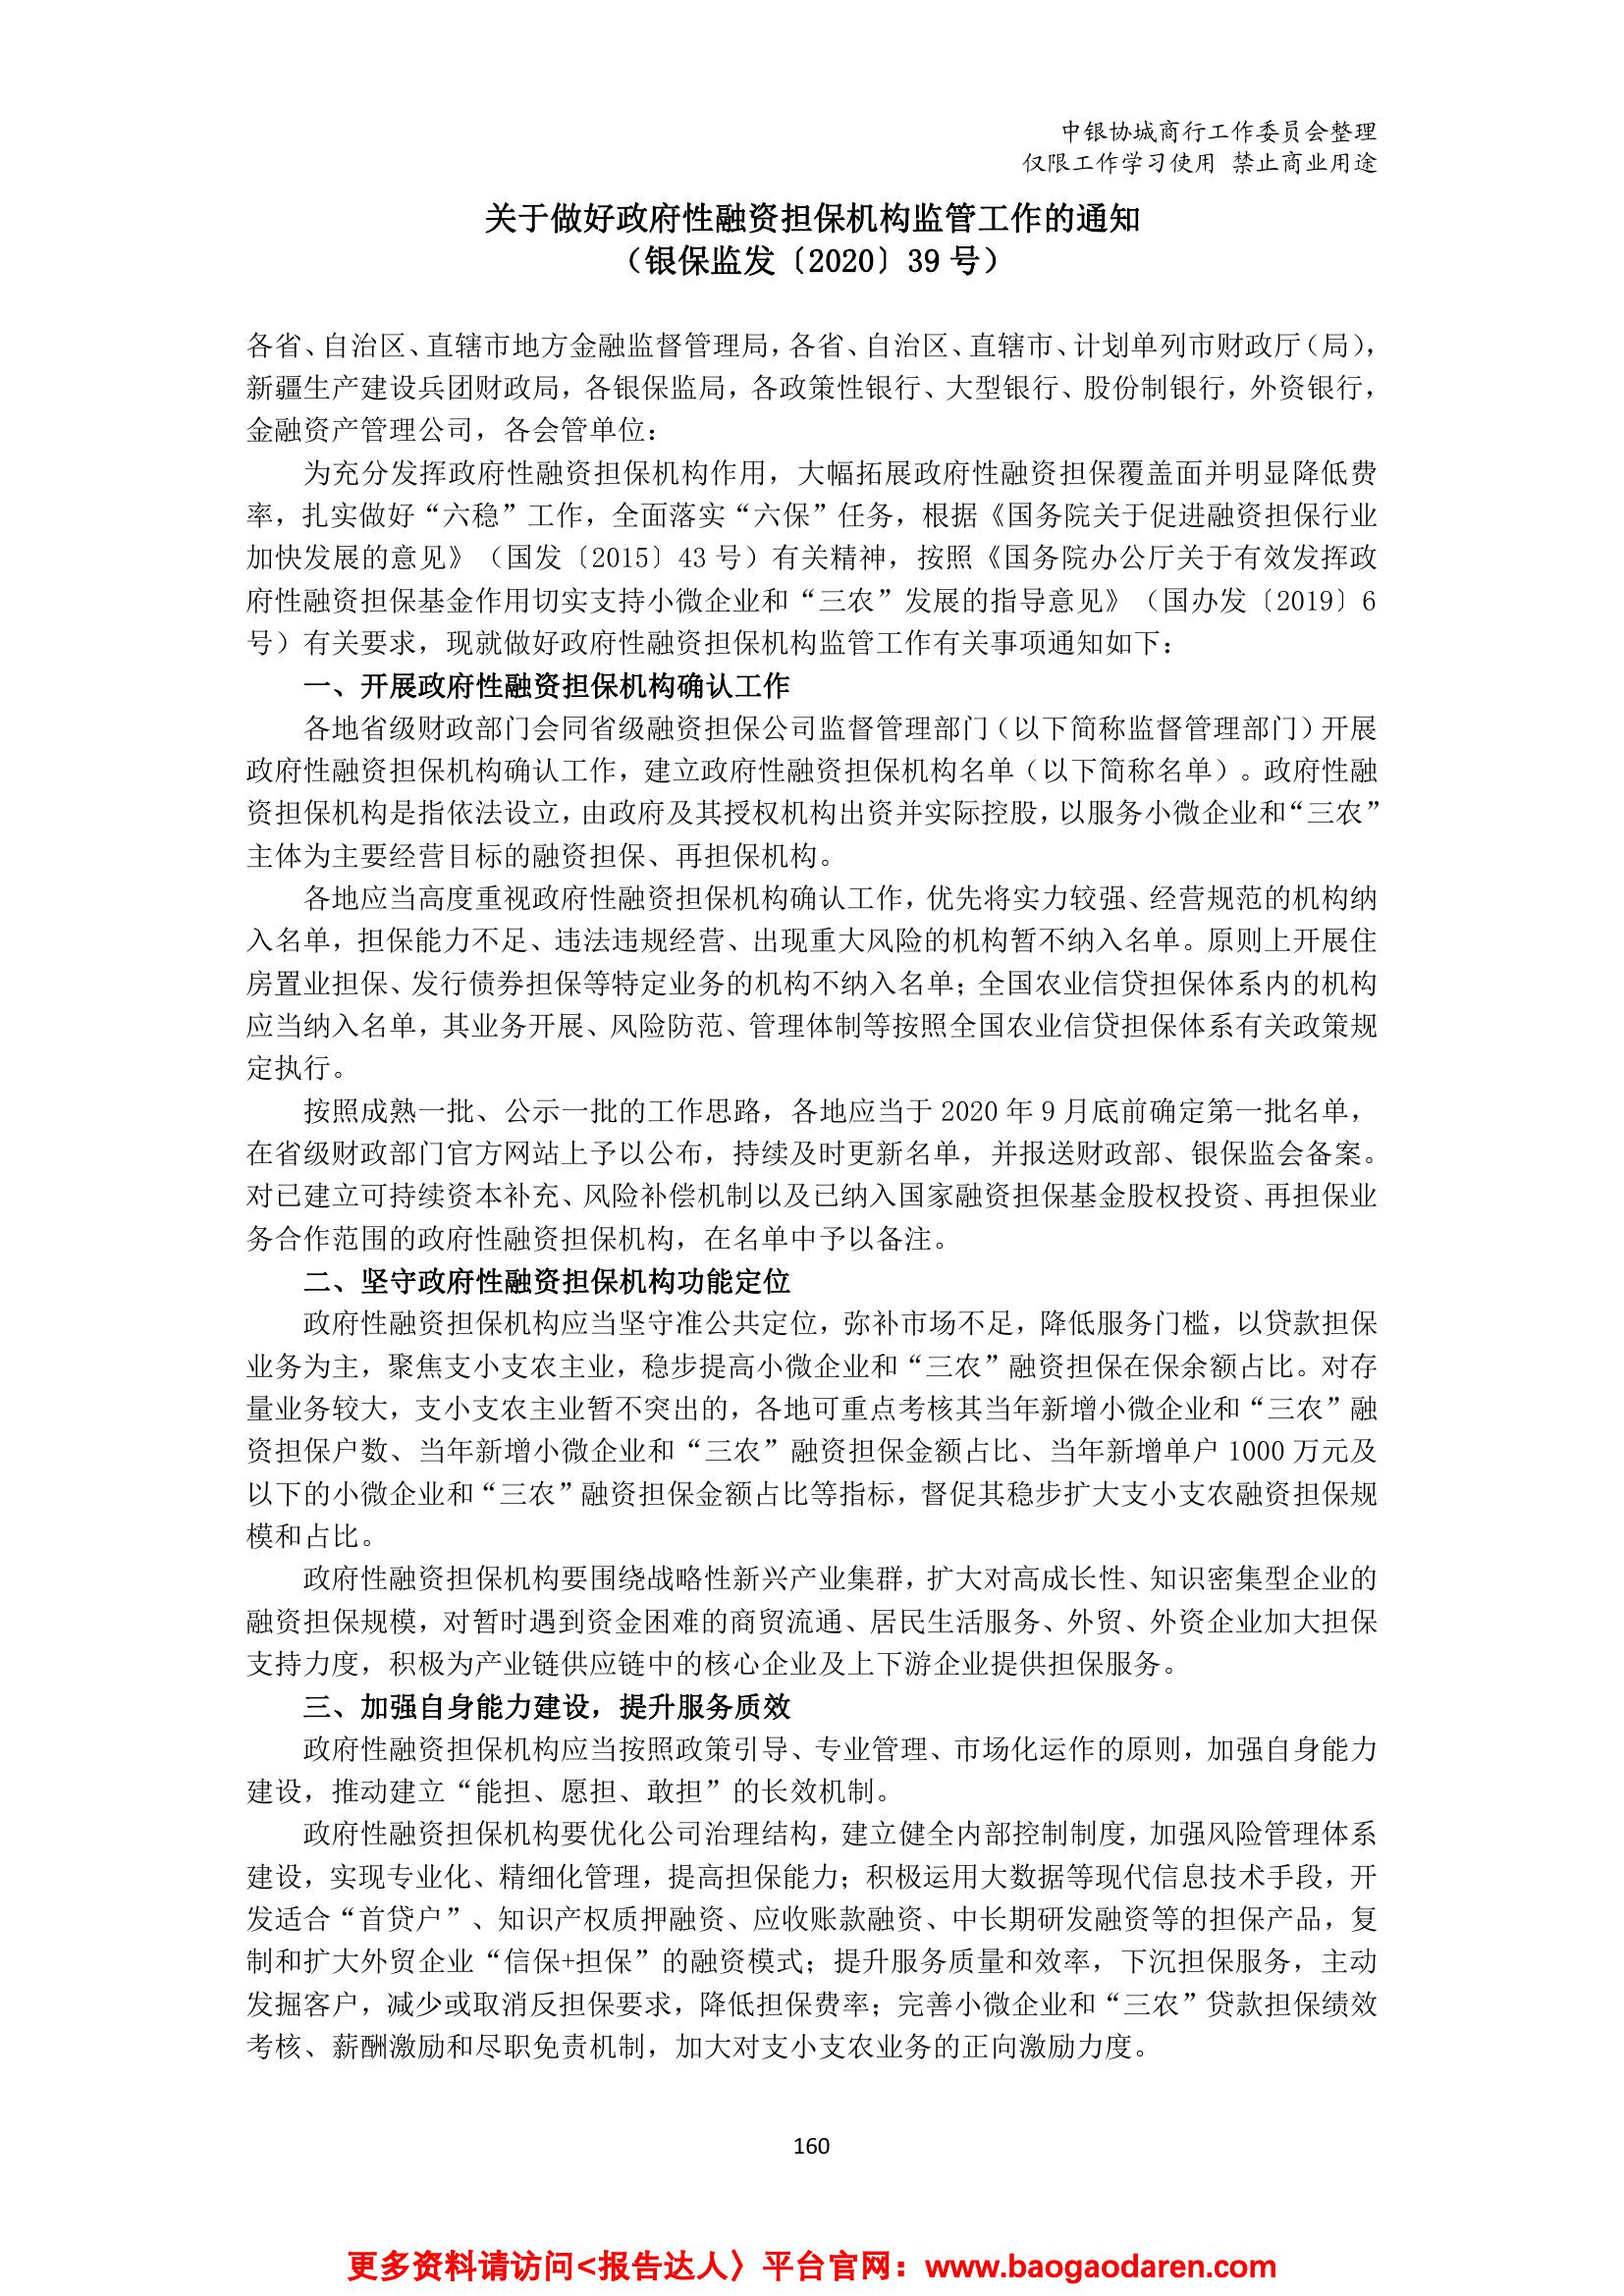 中银协城商行工作委员会整理
仅限工作学习使用 禁止商业用途
关于做好政府性融资担保机构监管工作的通知
（银保监发〔2020〕39 号）
各省、自治区、直辖市地方金融监督管理局，各省、自治区、直辖市、计划单列市财政厅（局），
新疆生产建设兵团财政局，各银保监局，各政策性银行、大型银行、股份制银行，外资银行，
金融资产管理公司，各会管单位：
为充分发挥政府性融资担保机构作用，大幅拓展政府性融资担保覆盖面并明显降低费
率，扎实做好“六稳”工作，全面落实“六保”任务，根据《国务院关于促进融资担保行业
加快发展的意见》（国发〔2015〕43 号）有关精神，按照《国务院办公厅关于有效发挥政
府性融资担保基金作用切实支持小微企业和“三农”发展的指导意见》（国办发〔2019〕6
号）有关要求，现就做好政府性融资担保机构监管工作有关事项通知如下：
一、开展政府性融资担保机构确认工作
各地省级财政部门会同省级融资担保公司监督管理部门（以下简称监督管理部门）开展
政府性融资担保机构确认工作，建立政府性融资担保机构名单（以下简称名单）。政府性融
资担保机构是指依法设立，由政府及其授权机构出资并实际控股，以服务小微企业和“三农”
主体为主要经营目标的融资担保、再担保机构。
各地应当高度重视政府性融资担保机构确认工作，优先将实力较强、经营规范的机构纳
入名单，担保能力不足、违法违规经营、出现重大风险的机构暂不纳入名单。原则上开展住
房置业担保、发行债券担保等特定业务的机构不纳入名单；全国农业信贷担保体系内的机构
应当纳入名单，其业务开展、风险防范、管理体制等按照全国农业信贷担保体系有关政策规
定执行。
按照成熟一批、公示一批的工作思路，各地应当于 2020 年 9 月底前确定第一批名单，
在省级财政部门官方网站上予以公布，持续及时更新名单，并报送财政部、银保监会备案。
对已建立可持续资本补充、风险补偿机制以及已纳入国家融资担保基金股权投资、再担保业
务合作范围的政府性融资担保机构，在名单中予以备注。
二、坚守政府性融资担保机构功能定位
政府性融资担保机构应当坚守准公共定位，弥补市场不足，降低服务门槛，以贷款担保
业务为主，聚焦支小支农主业，稳步提高小微企业和“三农”融资担保在保余额占比。对存
量业务较大，支小支农主业暂不突出的，各地可重点考核其当年新增小微企业和“三农”融
资担保户数、当年新增小微企业和“三农”融资担保金额占比、当年新增单户 1000 万元及
以下的小微企业和“三农”融资担保金额占比等指标，督促其稳步扩大支小支农融资担保规
模和占比。
政府性融资担保机构要围绕战略性新兴产业集群，扩大对高成长性、知识密集型企业的
融资担保规模，对暂时遇到资金困难的商贸流通、居民生活服务、外贸、外资企业加大担保
支持力度，积极为产业链供应链中的核心企业及上下游企业提供担保服务。
三、加强自身能力建设，提升服务质效
政府性融资担保机构应当按照政策引导、专业管理、市场化运作的原则，加强自身能力
建设，推动建立“能担、愿担、敢担”的长效机制。
政府性融资担保机构要优化公司治理结构，建立健全内部控制制度，加强风险管理体系
建设，实现专业化、精细化管理，提高担保能力；积极运用大数据等现代信息技术手段，开
发适合“首贷户”、知识产权质押融资、应收账款融资、中长期研发融资等的担保产品，复
制和扩大外贸企业“信保+担保”的融资模式；提升服务质量和效率，下沉担保服务，主动
发掘客户，减少或取消反担保要求，降低担保费率；完善小微企业和“三农”贷款担保绩效
考核、薪酬激励和尽职免责机制，加大对支小支农业务的正向激励力度。
160
更多资料请访问<报告达人〉平台官网：www.baogaodaren.com